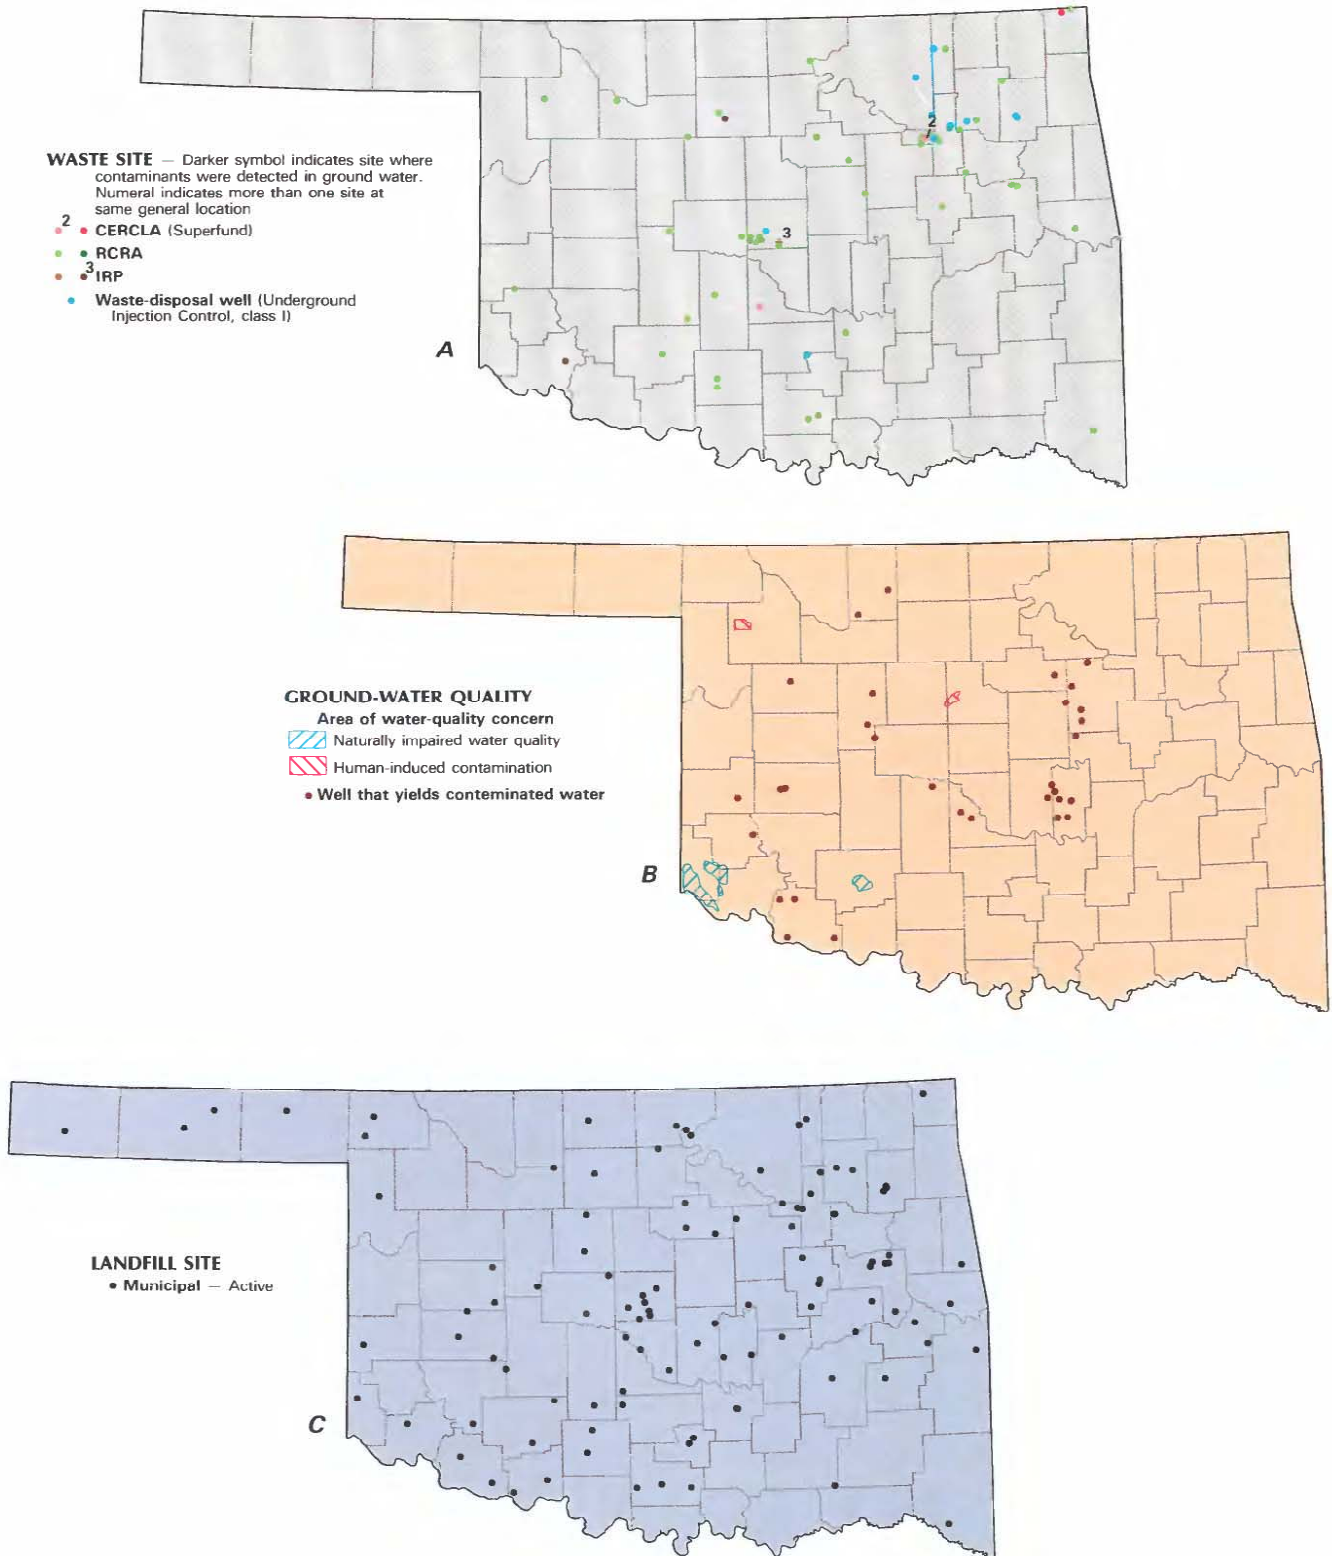 2
3
WASTE SITE — Darker symbol indicates site where
contaminants were detected in ground water.
Numeral indicates more than one site at
same general location
2
CERCLA (Superfund)
RCRA
3
IRP
Waste-disposal well (Underground
Injection Control, class I)
A
GROUND-WATER QUALITY
Area of water-quality concern
Naturally impaired water quality
Human-induced contamination
Well that yields contaminated water
B
LANDFILL SITE
Municipal — Active
C